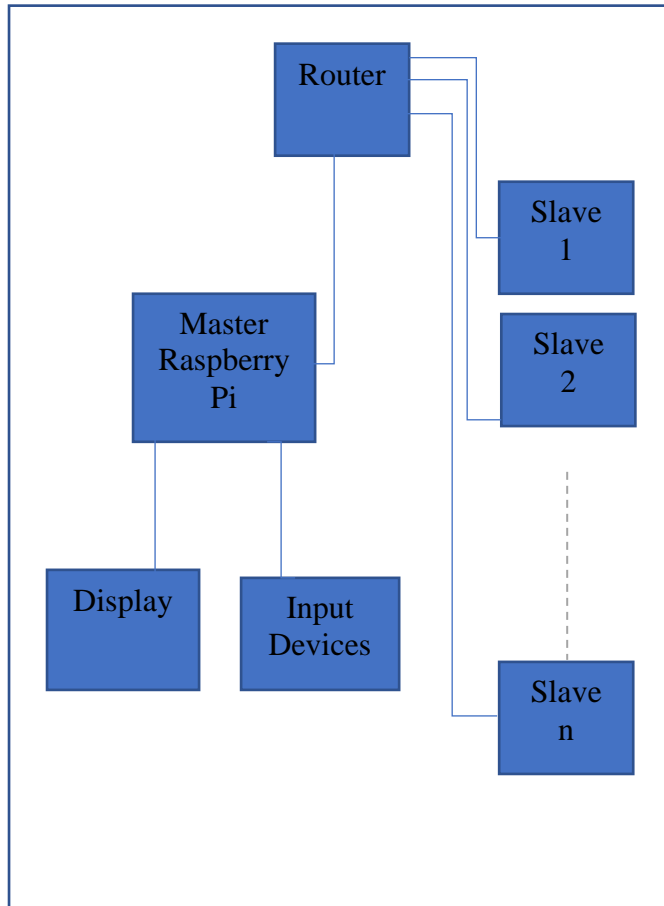 Router
Slave
1
Master
Raspberry
Pi
Slave
2
Display
Input
Devices
Slave
n